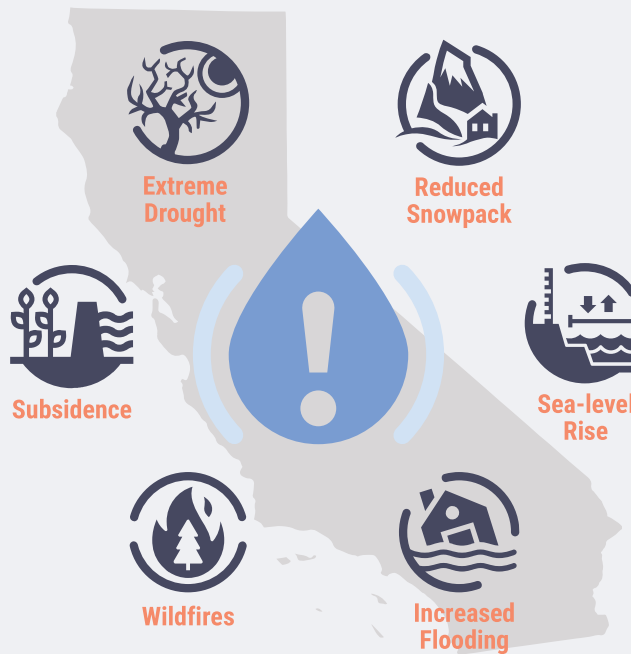 Extreme
Drought
Reduced
Snowpack
Subsidence
Sea-level
Rise
Wildfires
Increased
Flooding
!